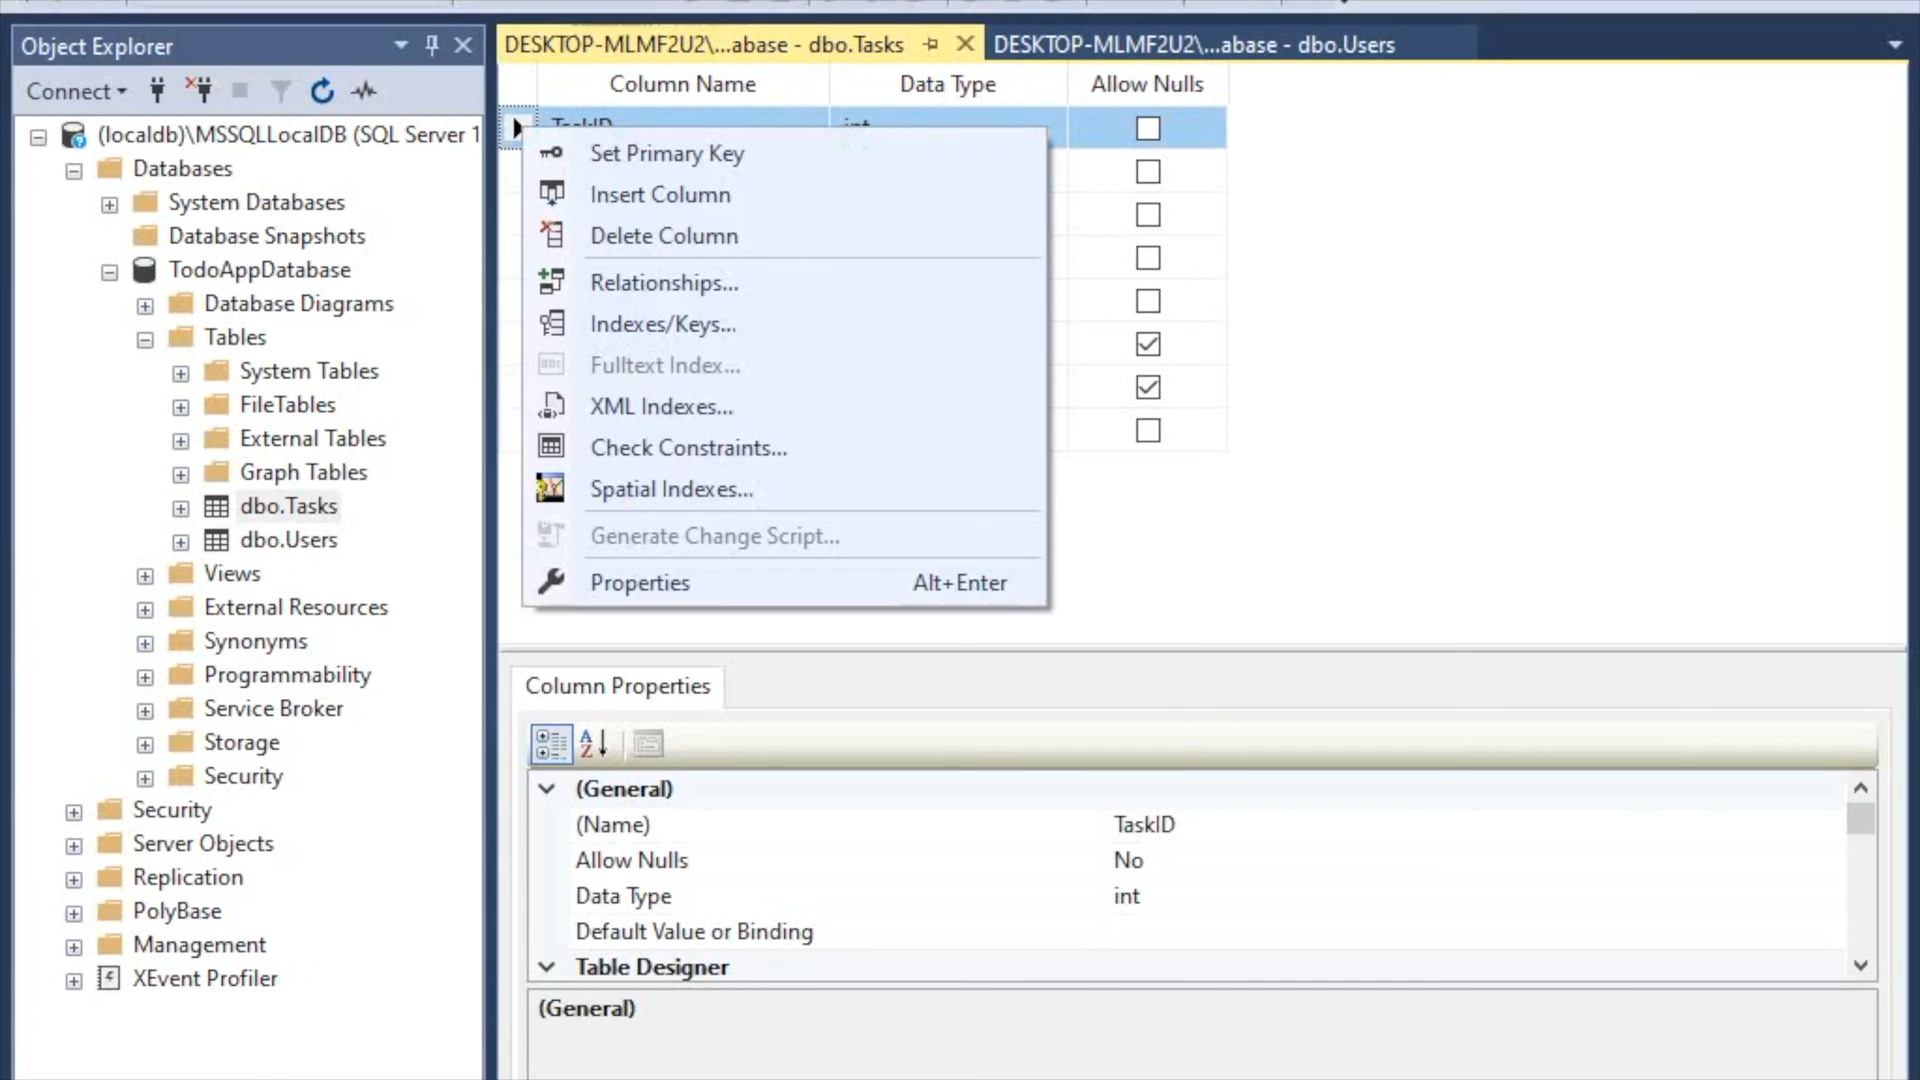 Object Explorer
Connect
(localdb)\MSSQLLocalDB (SQL Server 1
Databases
System Databases
Database Snapshots
TodoAppDatabase
Database Diagrams
Tables
System Tables
FileTables
External Tables
Graph Tables
dbo.Tasks
dbo.Users
Views
External Resources
Synonyms
Programmability
Service Broker
Storage
Security
Security
Server Objects
Replication
PolyBase
Management
XEvent Profiler
DESKTOP-MLMF2U2\...abase - dbo.Tasks
DESKTOP-MLMF2U2\...abase - dbo.Users
Column Name Data Type Allow Nulls
TaskID int
Set Primary Key
Insert Column
Delete Column
Relationships...
Indexes/Keys...
Fulltext Index...
XML Indexes...
Check Constraints...
Spatial Indexes...
Generate Change Script...
Properties Alt+Enter
Column Properties
(General)
(Name) TaskID
Allow Nulls No
Data Type int
Default Value or Binding
Table Designer
(General)